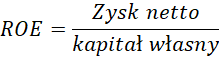 ROE = Zysk netto / kapitał własny